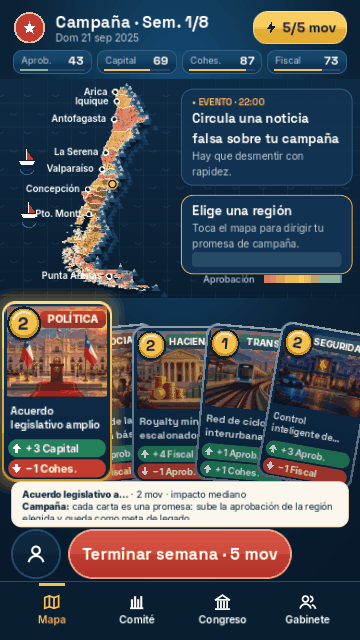 Campaña · Sem. 1/8
Dom 21 sep 2025
5/5 mov
Aprob. 43
Capital 69
Cohes. 87
Fiscal 73
Arica
Iquique
Antofagasta
La Serena
Valparaíso
Concepción
Pto. Montt
Punta Arenas
• EVENTO · 22:00
Circula una noticia
falsa sobre tu campaña
Hay que desmentir con
rapidez.
Elige una región
Toca el mapa para dirigir tu
promesa de campaña.
Aprobación
2 POLÍTICA
Acuerdo
legislativo amplio
+3 Capital
−1 Cohes.
2 HACIEN
Royalty min
escalonado
+4 Fiscal
−1 Aprob.
1 TRANS
Red de ciclo
interurbana
+1 Aprob.
+1 Cohes.
2 SEGURIDA
Control
inteligente de...
+3 Aprob.
−1 Fiscal
Acuerdo legislativo a... · 2 mov · impacto mediano
Campaña: cada carta es una promesa: sube la aprobación de la región
elegida y queda como meta de legado
Terminar semana · 5 mov
Mapa
Comité
Congreso
Gabinete